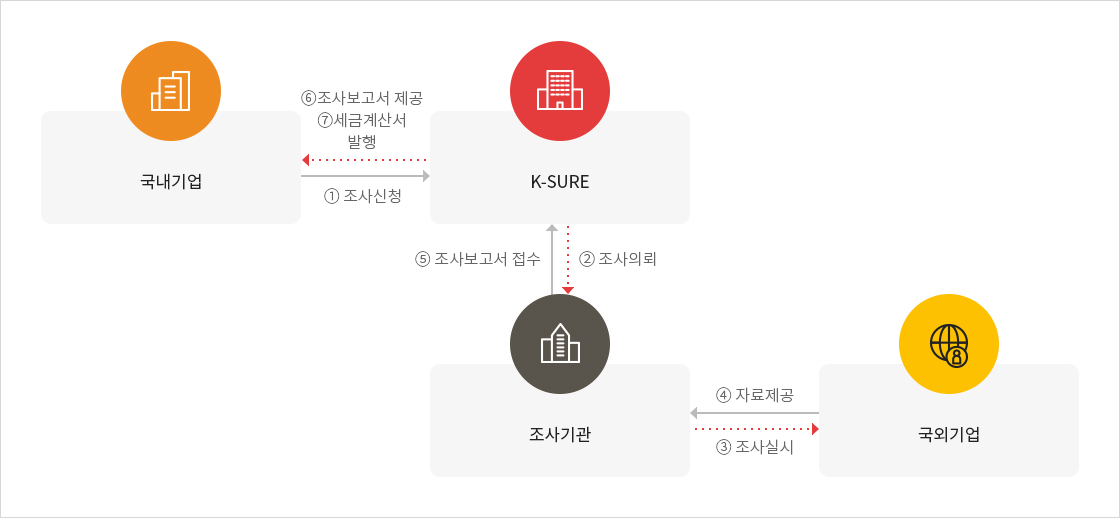 ⑥조사보고서 제공
⑦세금계산서
발행
국내기업
K-SURE
① 조사신청
⑤ 조사보고서 접수
② 조사의뢰
④ 자료제공
조사기관
국외기업
③ 조사실시